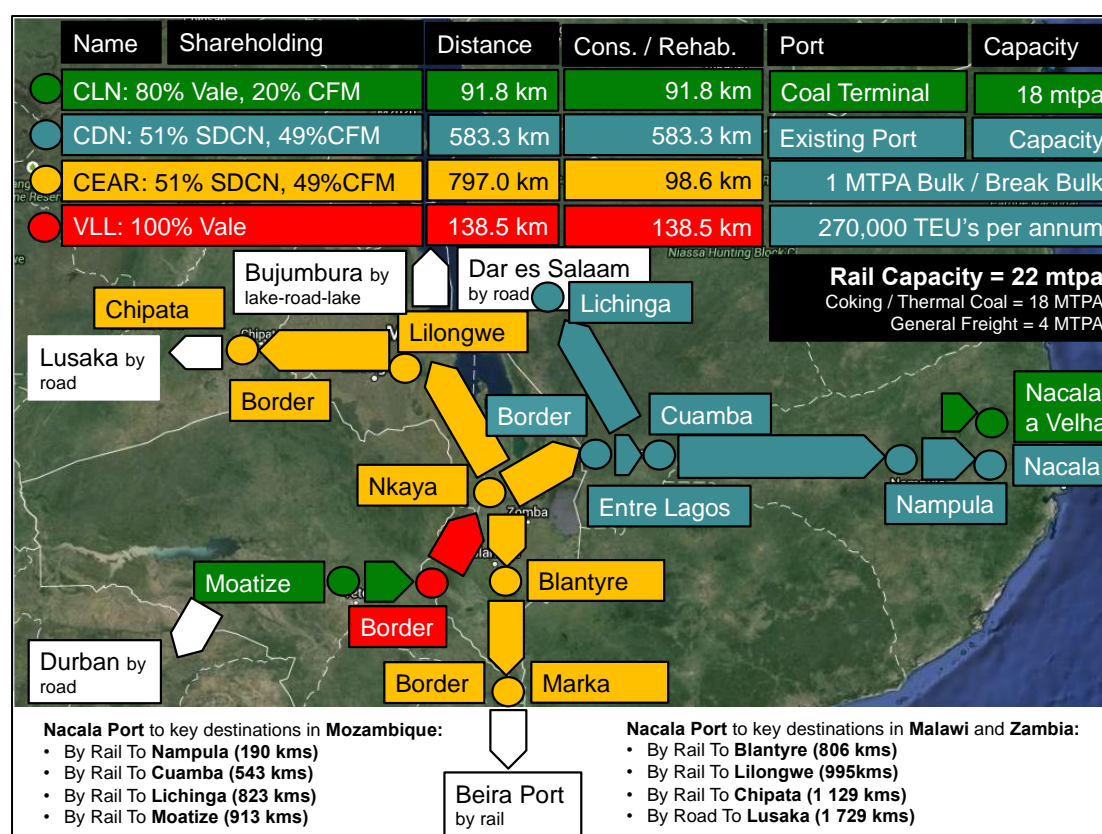 Name Shareholding Distance Cons. / Rehab. Port Capacity
CLN: 80% Vale, 20% CFM 91.8 km 91.8 km Coal Terminal 18 mtpa
CDN: 51% SDCN, 49%CFM 583.3 km 583.3 km Existing Port Capacity
CEAR: 51% SDCN, 49%CFM 797.0 km 98.6 km 1 MTPA Bulk / Break Bulk
VLL: 100% Vale 138.5 km 138.5 km 270,000 TEU's per annum
Niassa Hunting Block C
Bujumbura by
lake-road-lake
Dar es Salaam
by road
Lichinga
Rail Capacity = 22 mtpa
Coking / Thermal Coal = 18 MTPA
General Freight = 4 MTPA
Chipata
Lilongwe
Lusaka by
road
Border
Border
Cuamba
Nacala
a Velha
Nkaya
Entre Lagos
Nampula
Nacala
Zomba
Moatize
Blantyre
Border
Durban by
road
Border
Marka
Beira Port
by rail
Nacala Port to key destinations in Mozambique:
• By Rail To Nampula (190 kms)
• By Rail To Cuamba (543 kms)
• By Rail To Lichinga (823 kms)
• By Rail To Moatize (913 kms)
Nacala Port to key destinations in Malawi and Zambia:
• By Rail To Blantyre (806 kms)
• By Rail To Lilongwe (995kms)
• By Rail To Chipata (1 129 kms)
• By Road To Lusaka (1 729 kms)